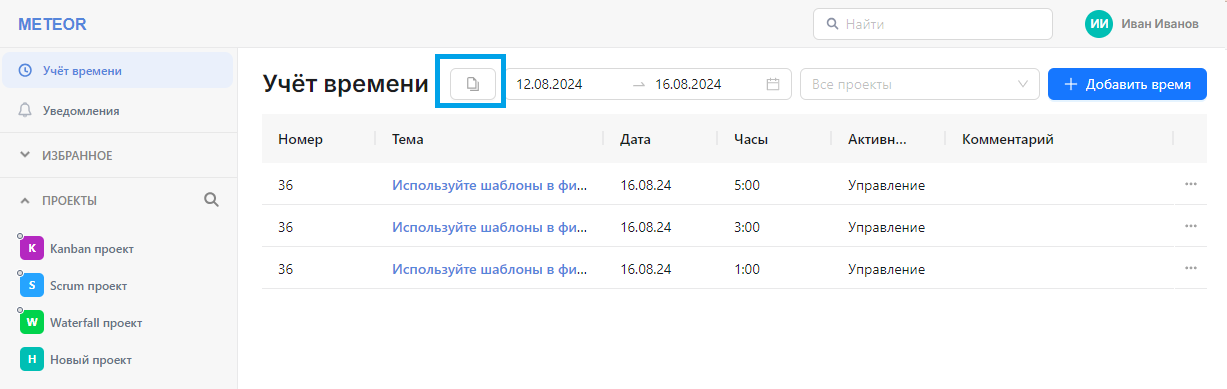 METEOR
Найти
ИИ Иван Иванов
Учёт времени
Уведомления
ИЗБРАННОЕ
ПРОЕКТЫ
K Kanban проект
S Scrum проект
W Waterfall проект
Н Новый проект
Учёт времени
12.08.2024 → 16.08.2024
Все проекты
+ Добавить время
Номер Тема Дата Часы Активн... Комментарий
36 Используйте шаблоны в фи... 16.08.24 5:00 Управление ...
36 Используйте шаблоны в фи... 16.08.24 3:00 Управление ...
36 Используйте шаблоны в фи... 16.08.24 1:00 Управление ...